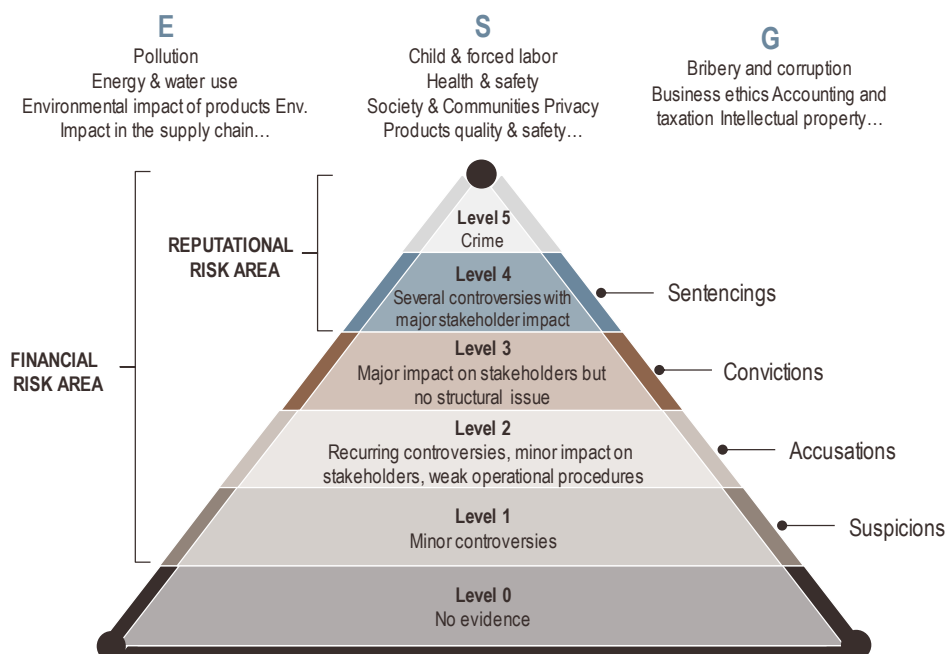 E
Pollution
Energy & water use
Environmental impact of products Env.
Impact in the supply chain…
S
Child & forced labor
Health & safety
Society & Communities Privacy
Products quality & safety…
G
Bribery and corruption
Business ethics Accounting and
taxation Intellectual property…
REPUTATIONAL
RISK AREA
FINANCIAL
RISK AREA
Level 5
Crime
Level 4
Several controversies with
major stakeholder impact
Level 3
Major impact on stakeholders but
no structural issue
Level 2
Recurring controversies, minor impact on
stakeholders, weak operational procedures
Level 1
Minor controversies
Level 0
No evidence
Sentencings
Convictions
Accusations
Suspicions